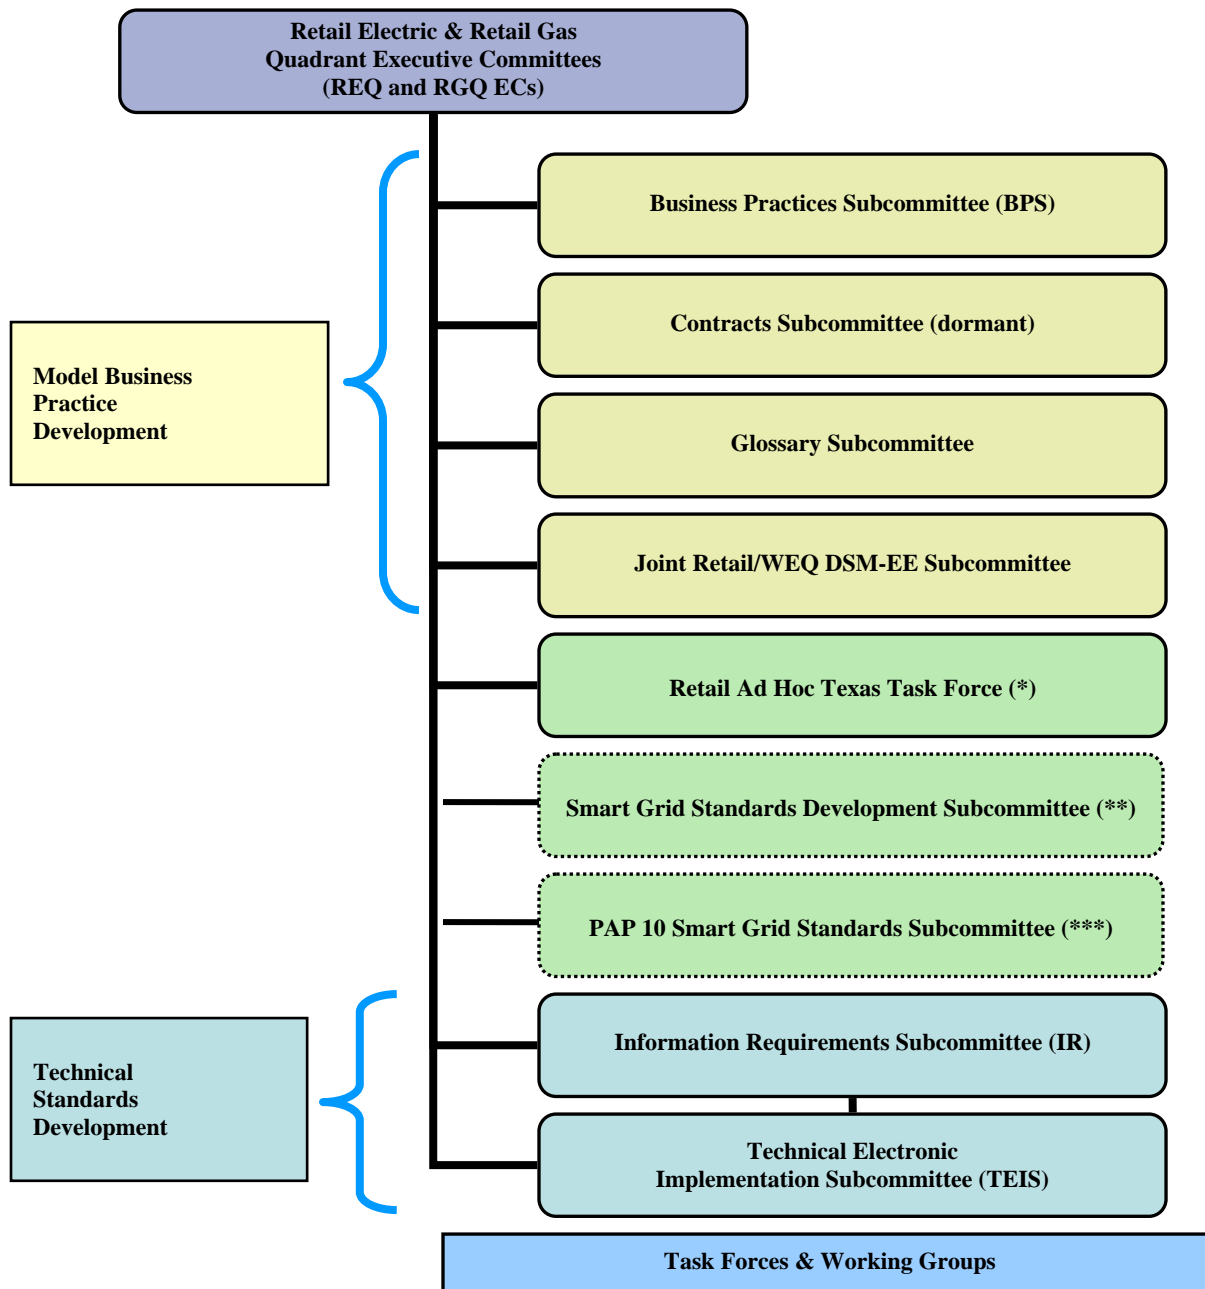 Retail Electric & Retail Gas
Quadrant Executive Committees
(REQ and RGQ ECs)
Business Practices Subcommittee (BPS)
Contracts Subcommittee (dormant)
Model Business
Practice
Development
Glossary Subcommittee
Joint Retail/WEQ DSM-EE Subcommittee
Retail Ad Hoc Texas Task Force (*)
Smart Grid Standards Development Subcommittee (**)
PAP 10 Smart Grid Standards Subcommittee (***)
Information Requirements Subcommittee (IR)
Technical
Standards
Development
Technical Electronic
Implementation Subcommittee (TEIS)
Task Forces & Working Groups